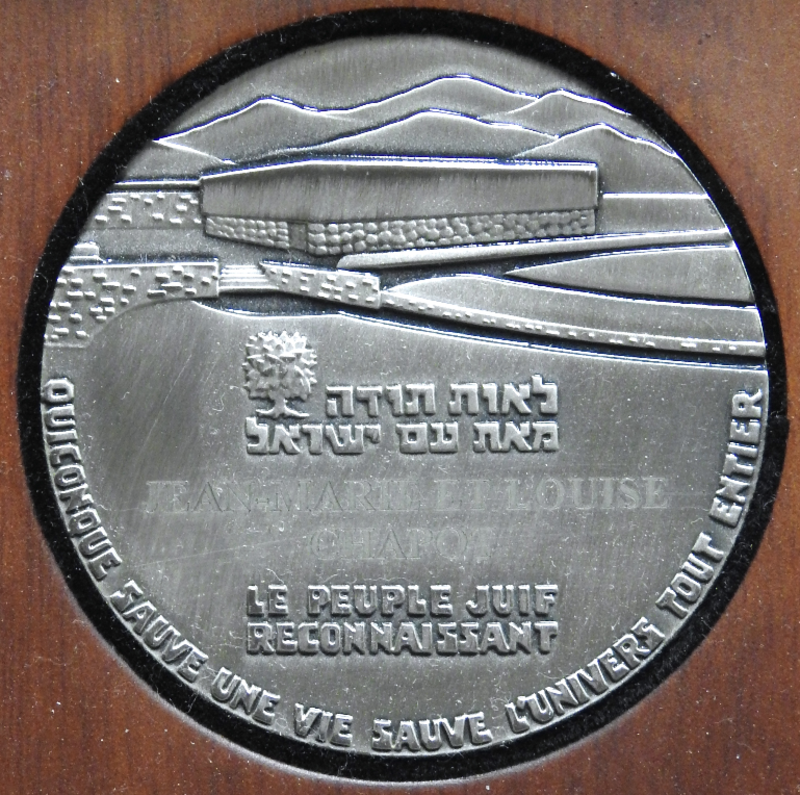 לאות תודה
מאת עם ישראל
JEAN-MARIE ET LOUISE
CHAPOT
LE PEUPLE JUIF
RECONNAISSANT
QUICONQUE SAUVE UNE VIE SAUVE L'UNIVERS TOUT ENTIER